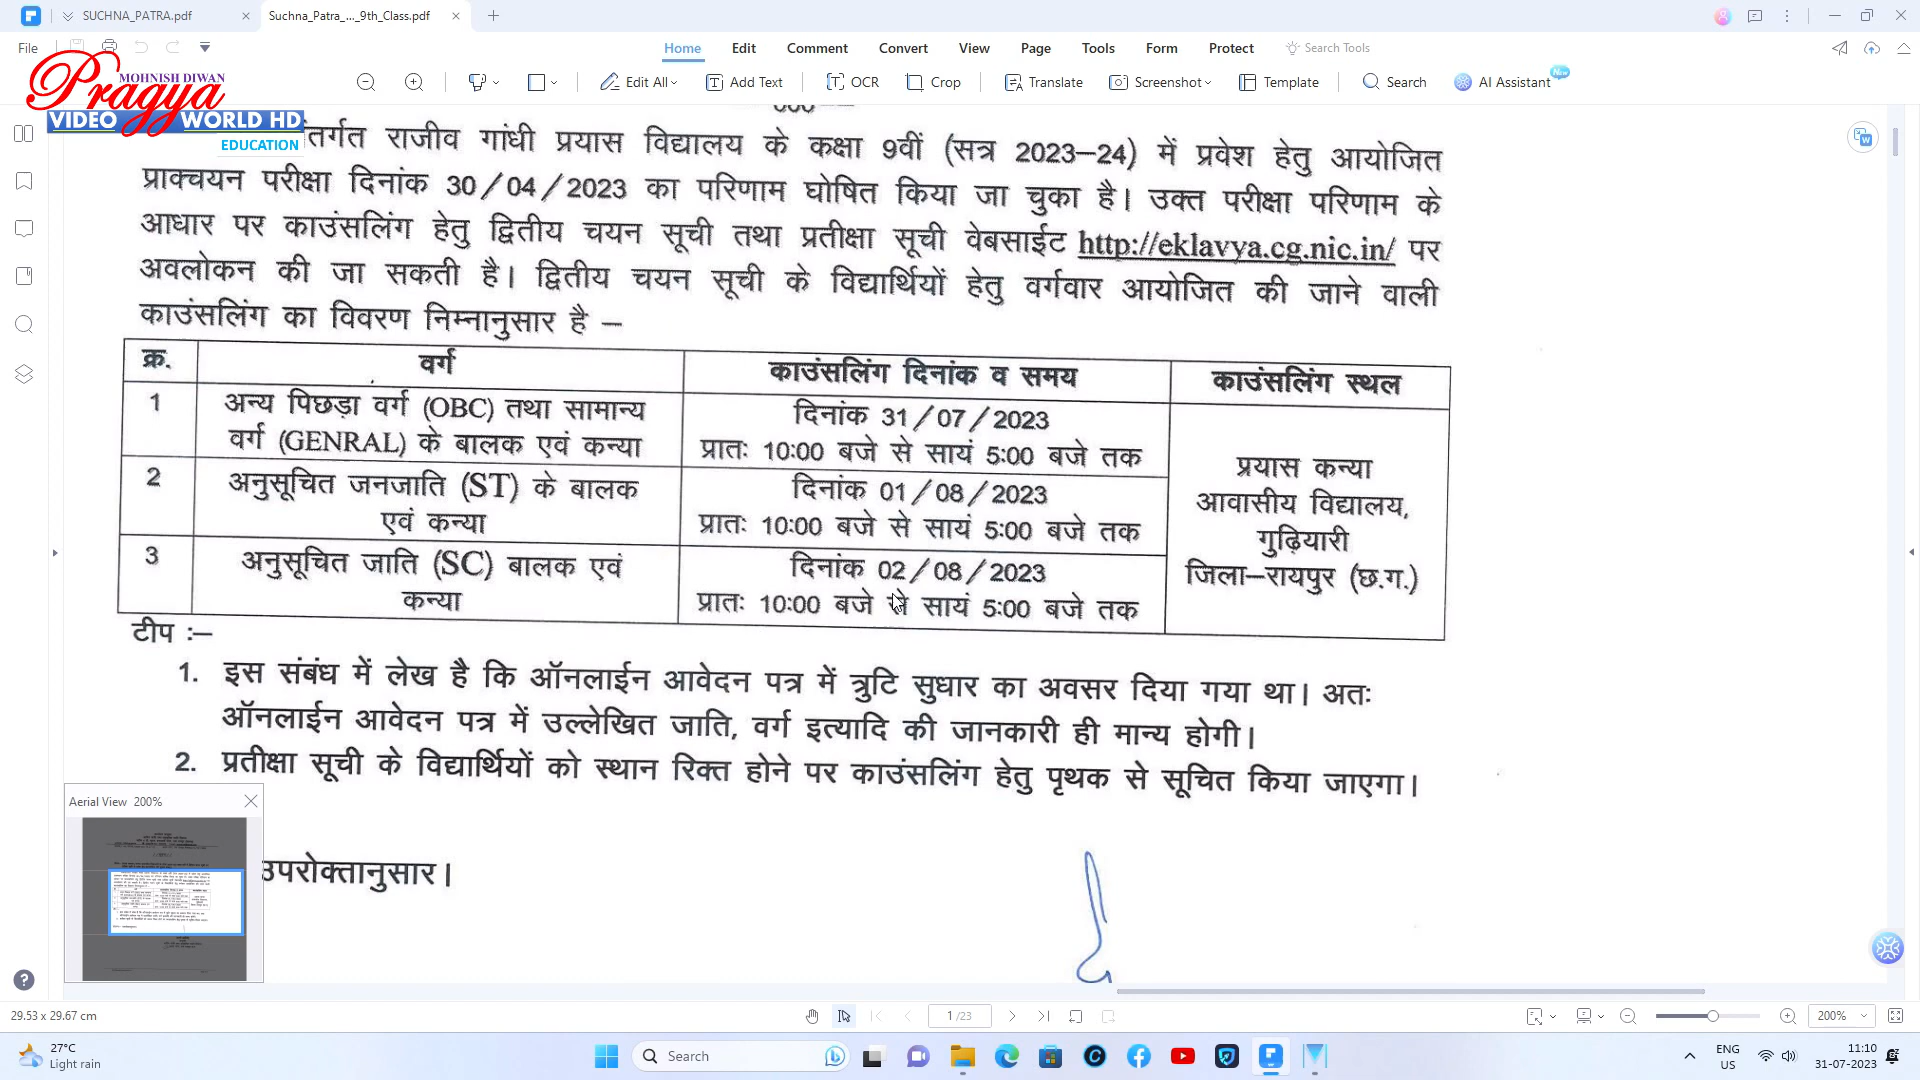 SUCHNA_PATRA.pdf
Suchna_Patra_..._9th_Class.pdf
File
Home
Edit
Comment
Convert
View
Page
Tools
Form
Protect
Search Tools
Edit All
Add Text
OCR
Crop
Translate
Screenshot
Template
Search
AI Assistant
New
MOHNISH DIWAN
Pragya
VIDEO WORLD HD
EDUCATION
तर्गत राजीव गांधी प्रयास विद्यालय के कक्षा 9वीं (सत्र 2023–24) में प्रवेश हेतु आयोजित
प्राक्चयन परीक्षा दिनांक 30/04/2023 का परिणाम घोषित किया जा चुका है। उक्त परीक्षा परिणाम के
आधार पर काउंसलिंग हेतु द्वितीय चयन सूची तथा प्रतीक्षा सूची वेबसाईट http://eklavya.cg.nic.in/ पर
अवलोकन की जा सकती है। द्वितीय चयन सूची के विद्यार्थियों हेतु वर्गवार आयोजित की जाने वाली
काउंसलिंग का विवरण निम्नानुसार है –
क्र. वर्ग काउंसलिंग दिनांक व समय काउंसलिंग स्थल
1 अन्य पिछड़ा वर्ग (OBC) तथा सामान्य
वर्ग (GENRAL) के बालक एवं कन्या
दिनांक 31/07/2023
प्रातः 10:00 बजे से सायं 5:00 बजे तक
2 अनुसूचित जनजाति (ST) के बालक
एवं कन्या
दिनांक 01/08/2023
प्रातः 10:00 बजे से सायं 5:00 बजे तक
3 अनुसूचित जाति (SC) बालक एवं
कन्या
दिनांक 02/08/2023
प्रातः 10:00 बजे से सायं 5:00 बजे तक
प्रयास कन्या
आवासीय विद्यालय,
गुढ़ियारी
जिला–रायपुर (छ.ग.)
टीप :–
1. इस संबंध में लेख है कि ऑनलाईन आवेदन पत्र में त्रुटि सुधार का अवसर दिया गया था। अतः
ऑनलाईन आवेदन पत्र में उल्लेखित जाति, वर्ग इत्यादि की जानकारी ही मान्य होगी।
2. प्रतीक्षा सूची के विद्यार्थियों को स्थान रिक्त होने पर काउंसलिंग हेतु पृथक से सूचित किया जाएगा।
Aerial View 200%
उपरोक्तानुसार।
29.53 x 29.67 cm
1 /23
200%
27°C
Light rain
Search
ENG
US
11:10
31-07-2023